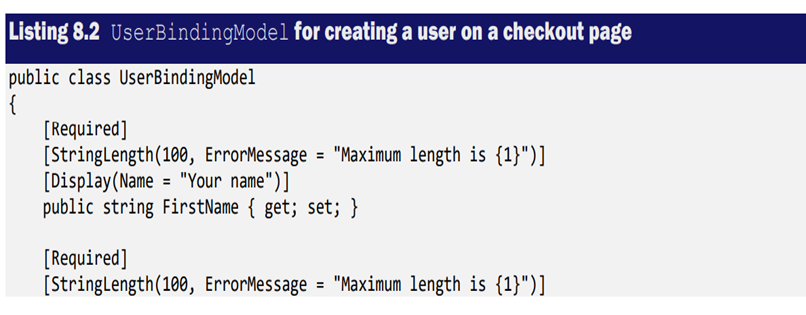 Listing 8.2 UserBindingModel for creating a user on a checkout page
public class UserBindingModel
{
    [Required]
    [StringLength(100, ErrorMessage = "Maximum length is {1}")]
    [Display(Name = "Your name")]
    public string FirstName { get; set; }

    [Required]
    [StringLength(100, ErrorMessage = "Maximum length is {1}")]